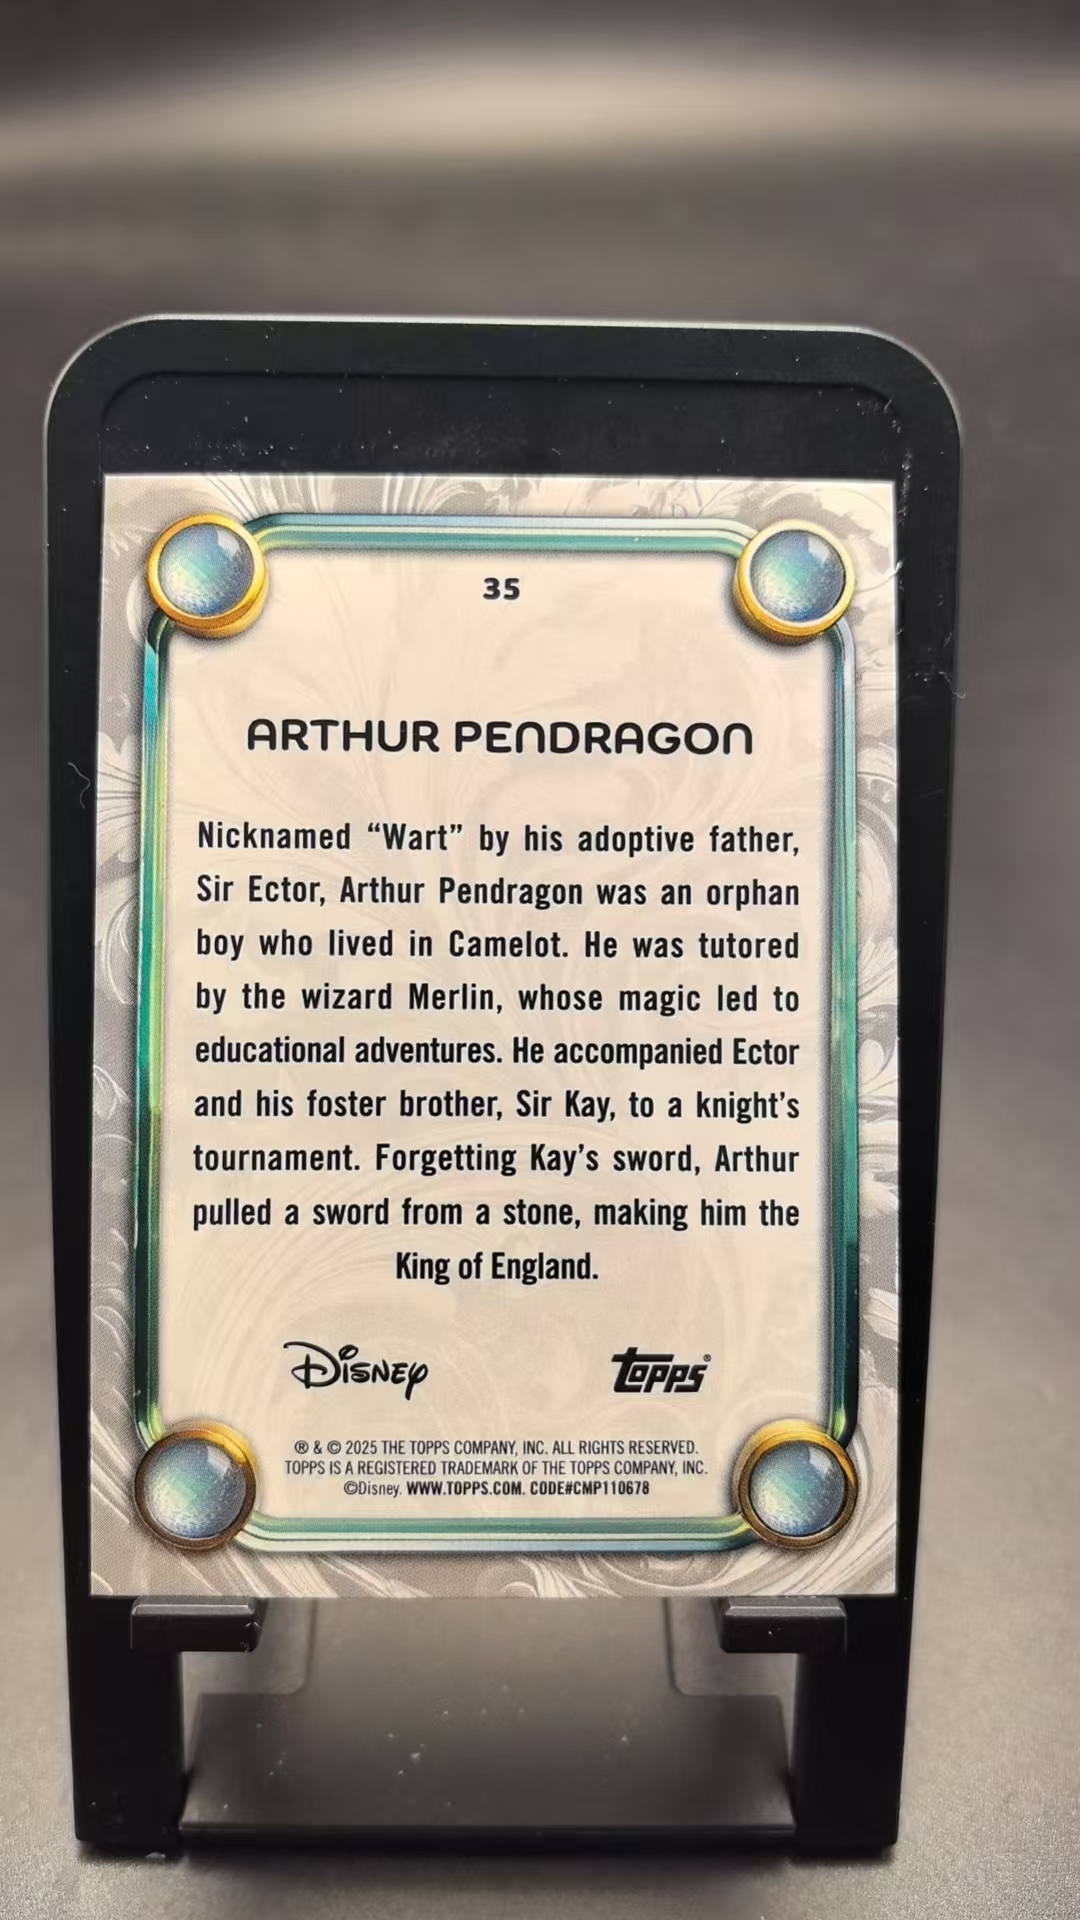 35
ARTHUR PENDRAGON
Nicknamed “Wart” by his adoptive father,
Sir Ector, Arthur Pendragon was an orphan
boy who lived in Camelot. He was tutored
by the wizard Merlin, whose magic led to
educational adventures. He accompanied Ector
and his foster brother, Sir Kay, to a knight’s
tournament. Forgetting Kay’s sword, Arthur
pulled a sword from a stone, making him the
King of England.
Disney topps®
® & © 2025 THE TOPPS COMPANY, INC. ALL RIGHTS RESERVED.
TOPPS IS A REGISTERED TRADEMARK OF THE TOPPS COMPANY, INC.
©Disney. WWW.TOPPS.COM. CODE#CMP110678